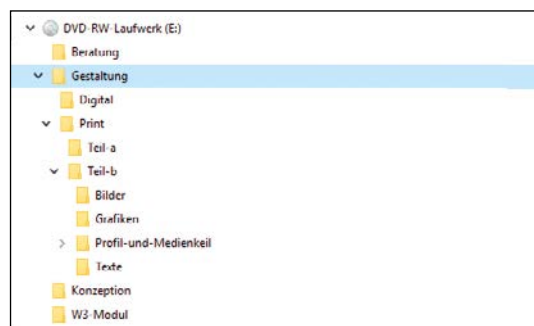 DVD-RW-Laufwerk (E:)
Beratung
Gestaltung
Digital
Print
Teil-a
Teil-b
Bilder
Grafiken
Profil-und-Medienkeil
Texte
Konzeption
W3-Modul